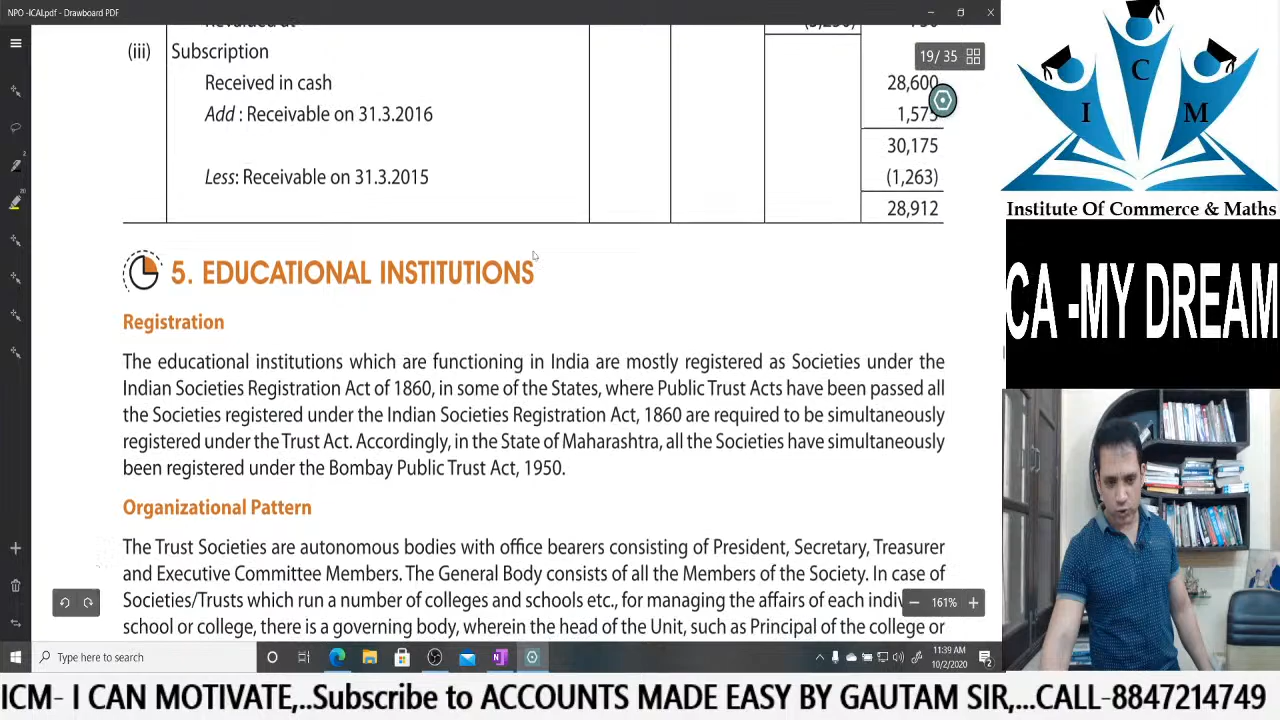 NPO -ICAI.pdf - Drawboard PDF
19 / 35
(iii) Subscription
Received in cash 28,600
Add : Receivable on 31.3.2016 1,575
30,175
Less: Receivable on 31.3.2015 (1,263)
28,912
5. EDUCATIONAL INSTITUTIONS
Registration
The educational institutions which are functioning in India are mostly registered as Societies under the
Indian Societies Registration Act of 1860, in some of the States, where Public Trust Acts have been passed all
the Societies registered under the Indian Societies Registration Act, 1860 are required to be simultaneously
registered under the Trust Act. Accordingly, in the State of Maharashtra, all the Societies have simultaneously
been registered under the Bombay Public Trust Act, 1950.
Organizational Pattern
The Trust Societies are autonomous bodies with office bearers consisting of President, Secretary, Treasurer
and Executive Committee Members. The General Body consists of all the Members of the Society. In case of
Societies/Trusts which run a number of colleges and schools etc., for managing the affairs of each
school or college, there is a governing body, wherein the head of the Unit, such as Principal of the college or
161%
Type here to search
11:39 AM
10/2/2020
I C M
Institute Of Commerce & Maths
CA -MY DREAM
ICM- I CAN MOTIVATE,..Subscribe to ACCOUNTS MADE EASY BY GAUTAM SIR,...CALL-8847214749